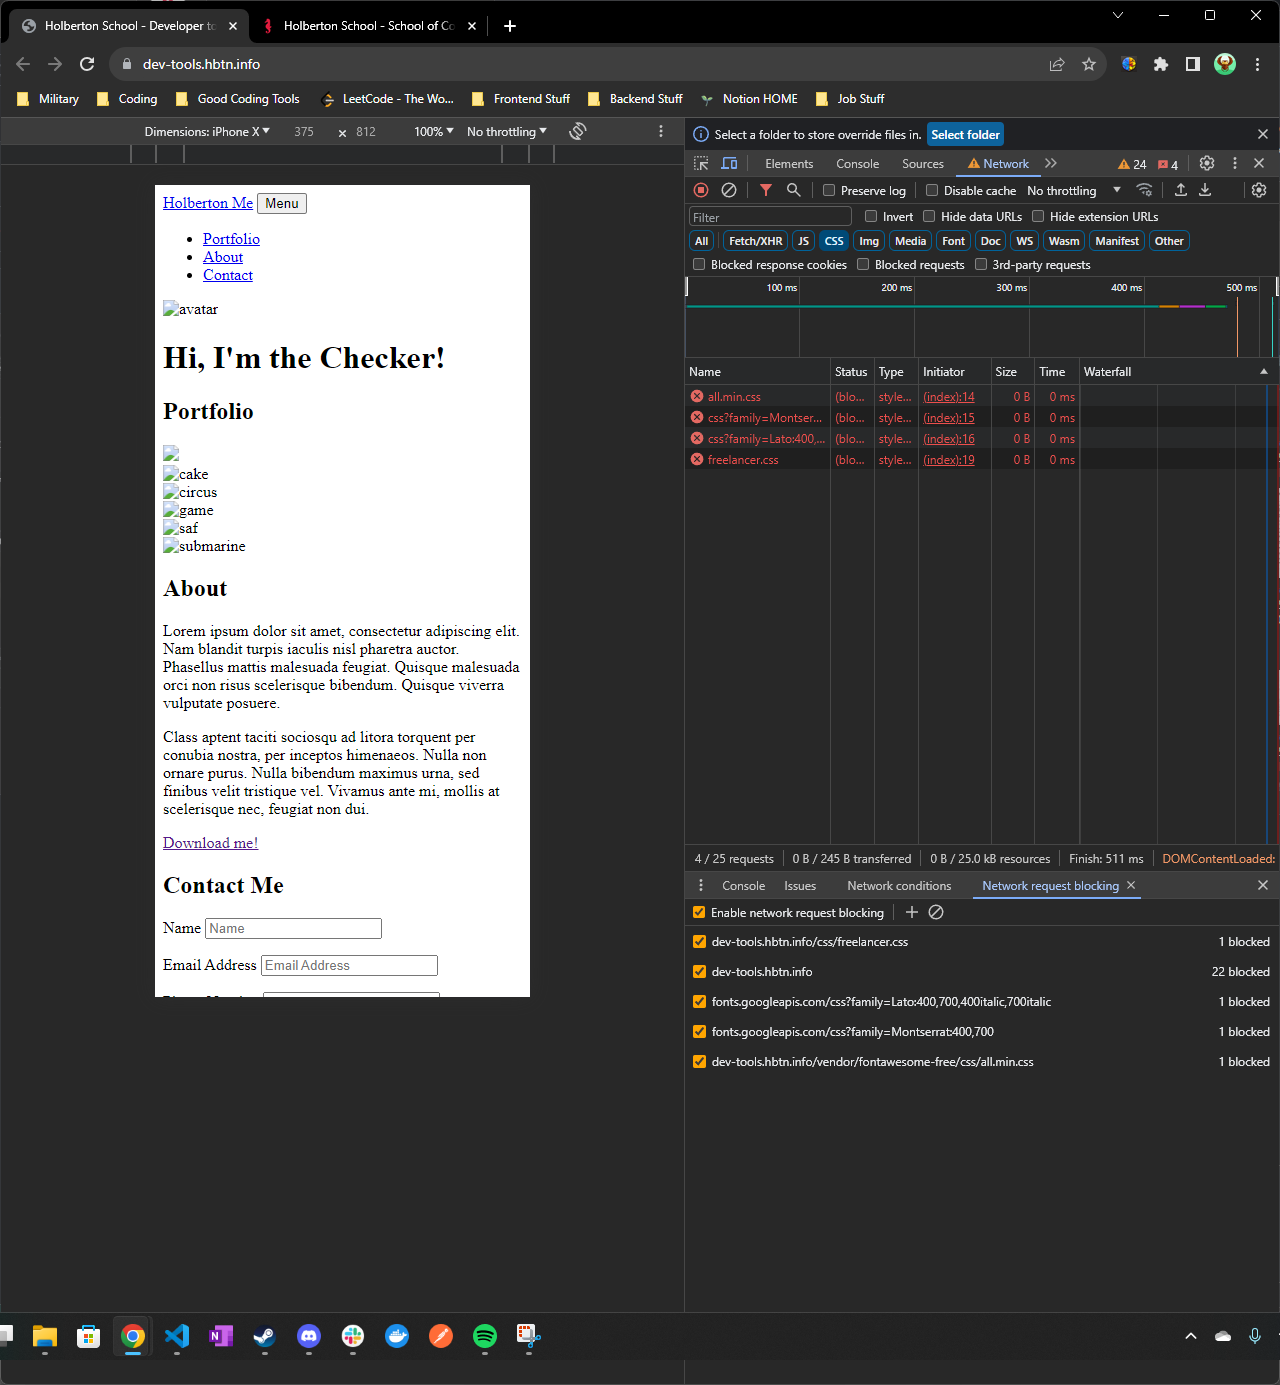 Holberton School - Developer to
Holberton School - School of Co
dev-tools.hbtn.info
Military
Coding
Good Coding Tools
LeetCode - The Wo...
Frontend Stuff
Backend Stuff
Notion HOME
Job Stuff
Dimensions: iPhone X
375
×
812
100%
No throttling
Holberton Me
Menu
Portfolio
About
Contact
avatar
Hi, I'm the Checker!
Portfolio
cake
circus
game
saf
submarine
About
Lorem ipsum dolor sit amet, consectetur adipiscing elit.
Nam blandit turpis iaculis nisl pharetra auctor.
Phasellus mattis malesuada feugiat. Quisque malesuada
orci non risus scelerisque bibendum. Quisque viverra
vulputate posuere.
Class aptent taciti sociosqu ad litora torquent per
conubia nostra, per inceptos himenaeos. Nulla non
ornare purus. Nulla bibendum maximus urna, sed
finibus velit tristique vel. Vivamus ante mi, mollis at
scelerisque nec, feugiat non dui.
Download me!
Contact Me
Name Name
Email Address Email Address
Select a folder to store override files in. Select folder
Elements Console Sources Network 24 4
Preserve log Disable cache No throttling
Filter Invert Hide data URLs Hide extension URLs
All Fetch/XHR JS CSS Img Media Font Doc WS Wasm Manifest Other
Blocked response cookies Blocked requests 3rd-party requests
100 ms 200 ms 300 ms 400 ms 500 ms
Name Status Type Initiator Size Time Waterfall
all.min.css (blo... style... (index):14 0 B 0 ms
css?family=Montser... (blo... style... (index):15 0 B 0 ms
css?family=Lato:400,... (blo... style... (index):16 0 B 0 ms
freelancer.css (blo... style... (index):19 0 B 0 ms
4 / 25 requests 0 B / 245 B transferred 0 B / 25.0 kB resources Finish: 511 ms DOMContentLoaded:
Console Issues Network conditions Network request blocking
Enable network request blocking
dev-tools.hbtn.info/css/freelancer.css 1 blocked
dev-tools.hbtn.info 22 blocked
fonts.googleapis.com/css?family=Lato:400,700,400italic,700italic 1 blocked
fonts.googleapis.com/css?family=Montserrat:400,700 1 blocked
dev-tools.hbtn.info/vendor/fontawesome-free/css/all.min.css 1 blocked